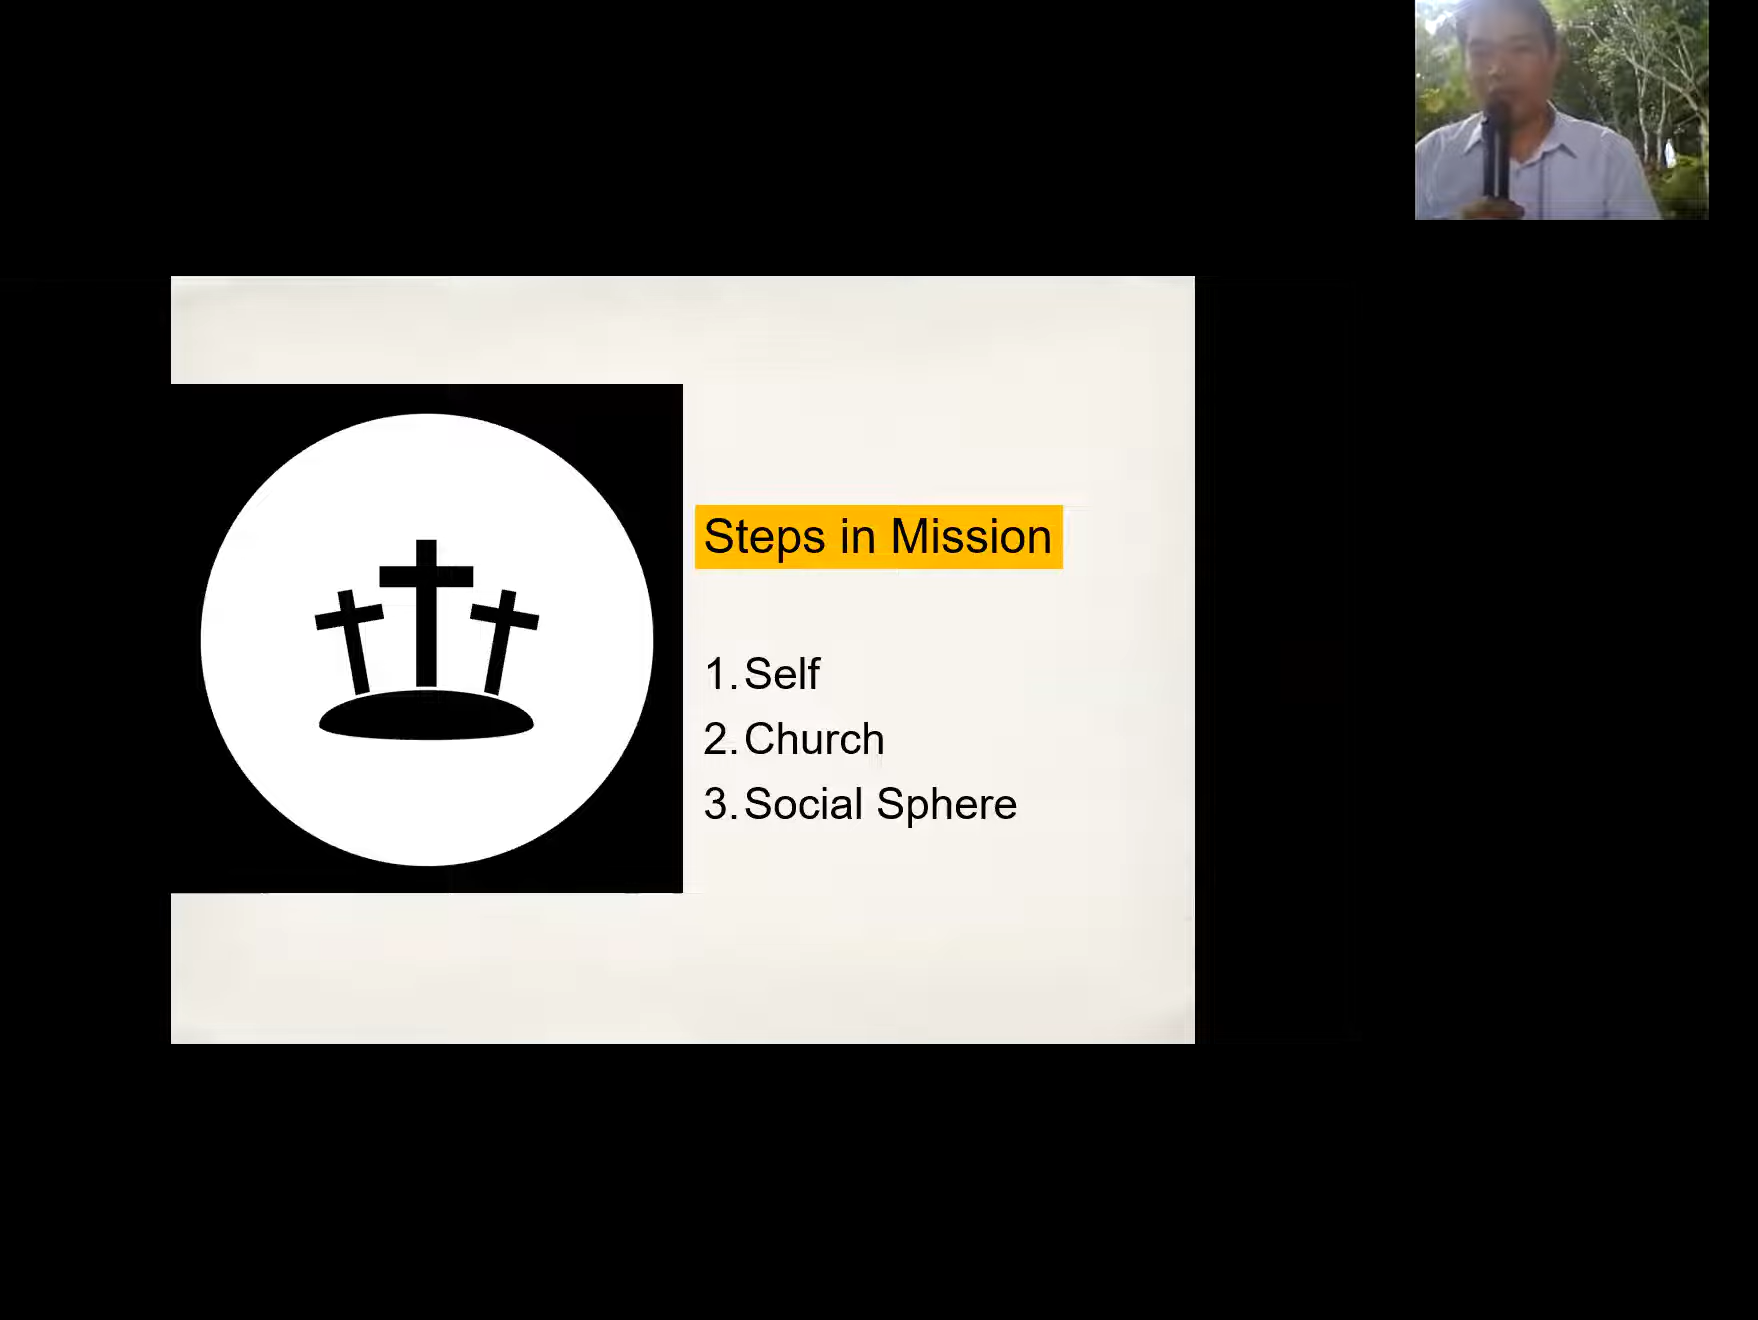 Steps in Mission
1. Self
2. Church
3. Social Sphere